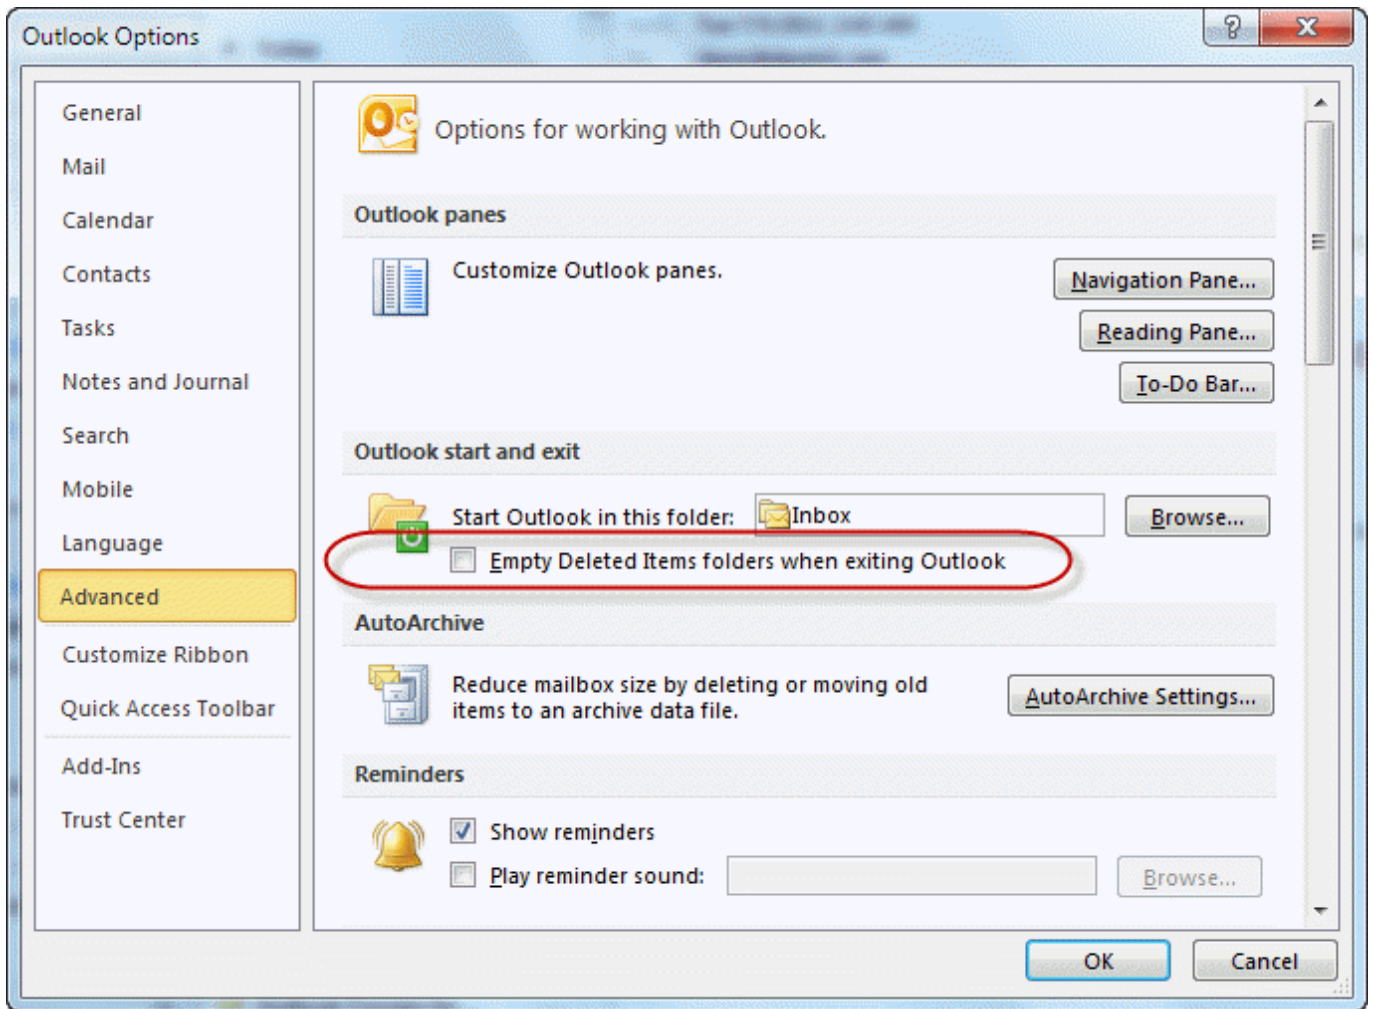 Outlook Options
General
Mail
Calendar
Contacts
Tasks
Notes and Journal
Search
Mobile
Language
Advanced
Customize Ribbon
Quick Access Toolbar
Add-Ins
Trust Center
Options for working with Outlook.
Outlook panes
Customize Outlook panes.
Navigation Pane...
Reading Pane...
To-Do Bar...
Outlook start and exit
Start Outlook in this folder: Inbox Browse...
Empty Deleted Items folders when exiting Outlook
AutoArchive
Reduce mailbox size by deleting or moving old
items to an archive data file.
AutoArchive Settings...
Reminders
Show reminders
Play reminder sound: Browse...
OK Cancel